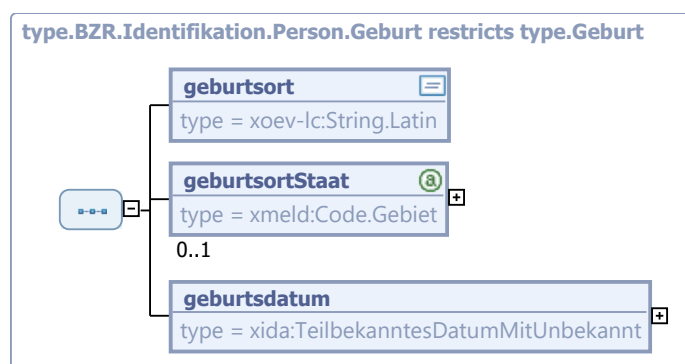 type.BZR.Identifikation.Person.Geburt restricts type.Geburt
geburtsort
type = xoev-lc:String.Latin
geburtsortStaat
type = xmeld:Code.Gebiet
0..1
geburtsdatum
type = xida:TeilbekanntesDatumMitUnbekannt